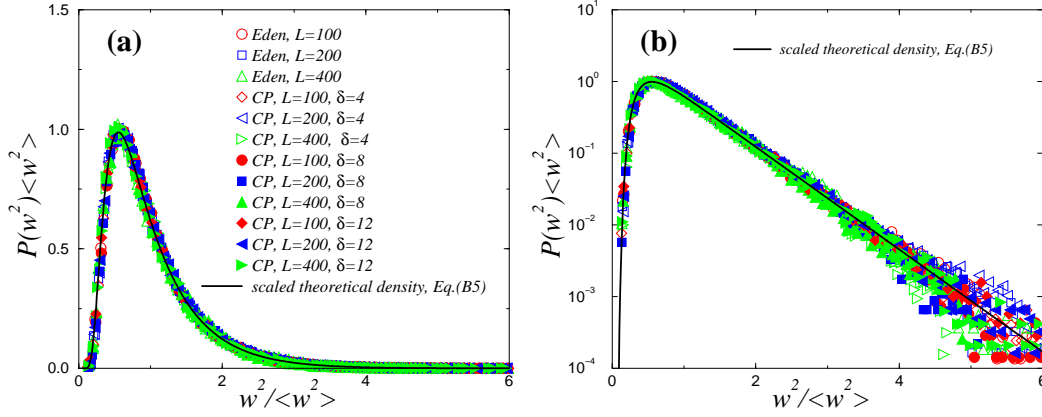 (a)
1.5
1.0
0.5
0.0
P(w²)<w²>
0
2
4
6
w²/<w²>
Eden, L=100
Eden, L=200
Eden, L=400
CP, L=100, δ=4
CP, L=200, δ=4
CP, L=400, δ=4
CP, L=100, δ=8
CP, L=200, δ=8
CP, L=400, δ=8
CP, L=100, δ=12
CP, L=200, δ=12
CP, L=400, δ=12
scaled theoretical density, Eq.(B5)
(b)
scaled theoretical density, Eq.(B5)
10¹
10⁰
10⁻¹
10⁻²
10⁻³
10⁻⁴
P(w²)<w²>
0
2
4
6
w²/<w²>